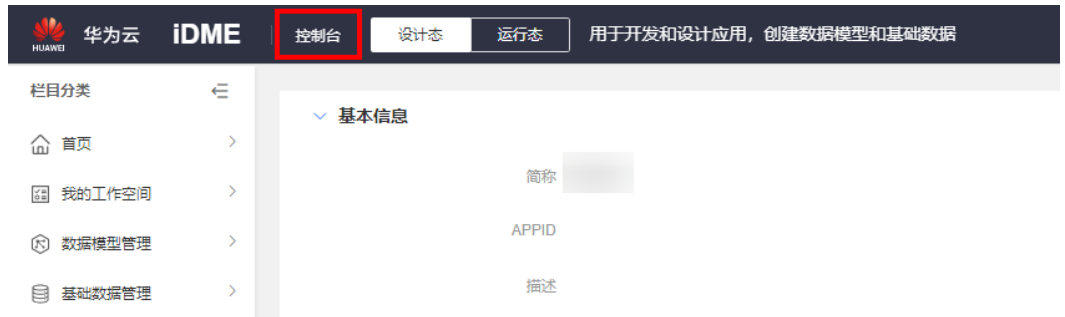 HUAWEI 华为云 iDME 控制台 设计态 运行态 用于开发和设计应用，创建数据模型和基础数据
栏目分类
基本信息
首页
简称
我的工作空间
APPID
数据模型管理
描述
基础数据管理